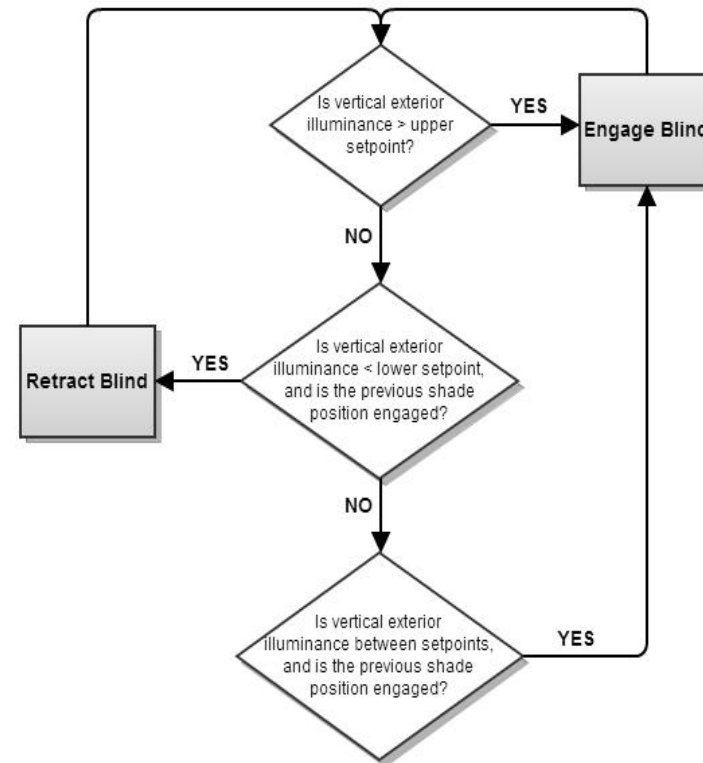 Is vertical exterior
illuminance > upper
setpoint?
YES
Engage Blind
NO
Is vertical exterior
illuminance < lower setpoint,
and is the previous shade
position engaged?
YES
Retract Blind
NO
Is vertical exterior
illuminance between setpoints,
and is the previous shade
position engaged?
YES